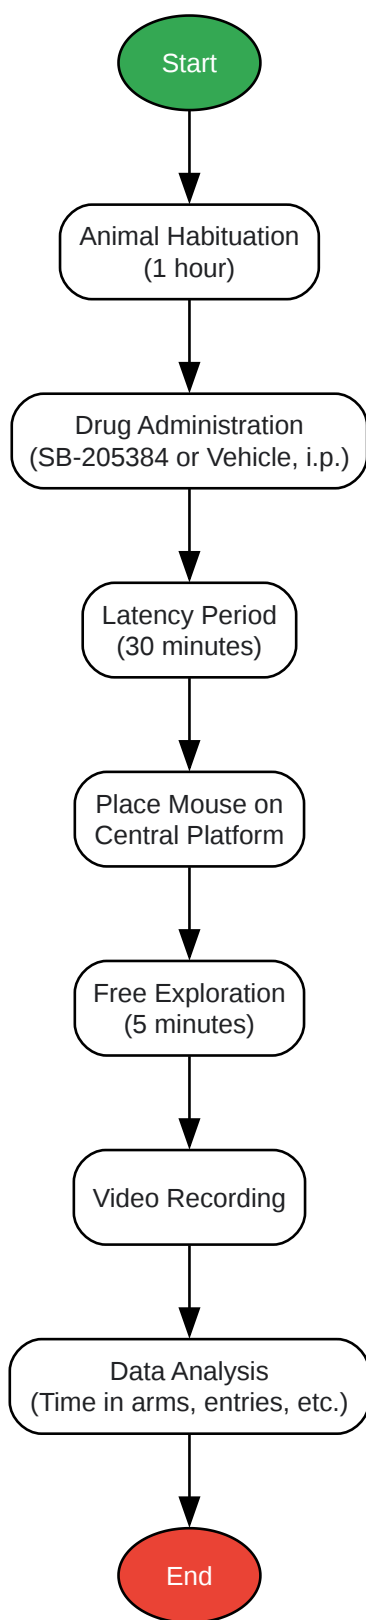 Start
Animal Habituation
(1 hour)
Drug Administration
(SB-205384 or Vehicle, i.p.)
Latency Period
(30 minutes)
Place Mouse on
Central Platform
Free Exploration
(5 minutes)
Video Recording
Data Analysis
(Time in arms, entries, etc.)
End